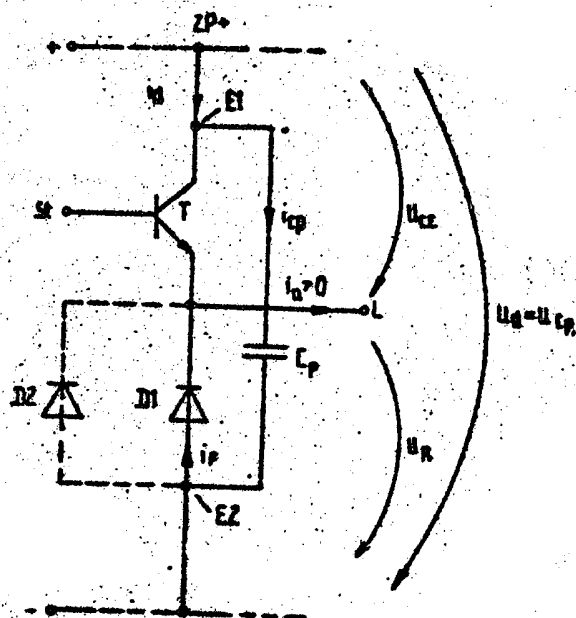 ZP+
+
E1
St
T
i_cp
U_CE
i_a>0
L
U_d=U_Cp
C_p
D2
D1
i_F
U_R
E2
-